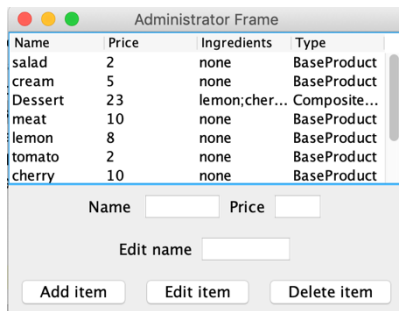 Administrator Frame
Name Price Ingredients Type
salad 2 none BaseProduct
cream 5 none BaseProduct
Dessert 23 lemon;cher... Composite...
meat 10 none BaseProduct
lemon 8 none BaseProduct
tomato 2 none BaseProduct
cherry 10 none BaseProduct
Name Price
Edit name
Add item Edit item Delete item